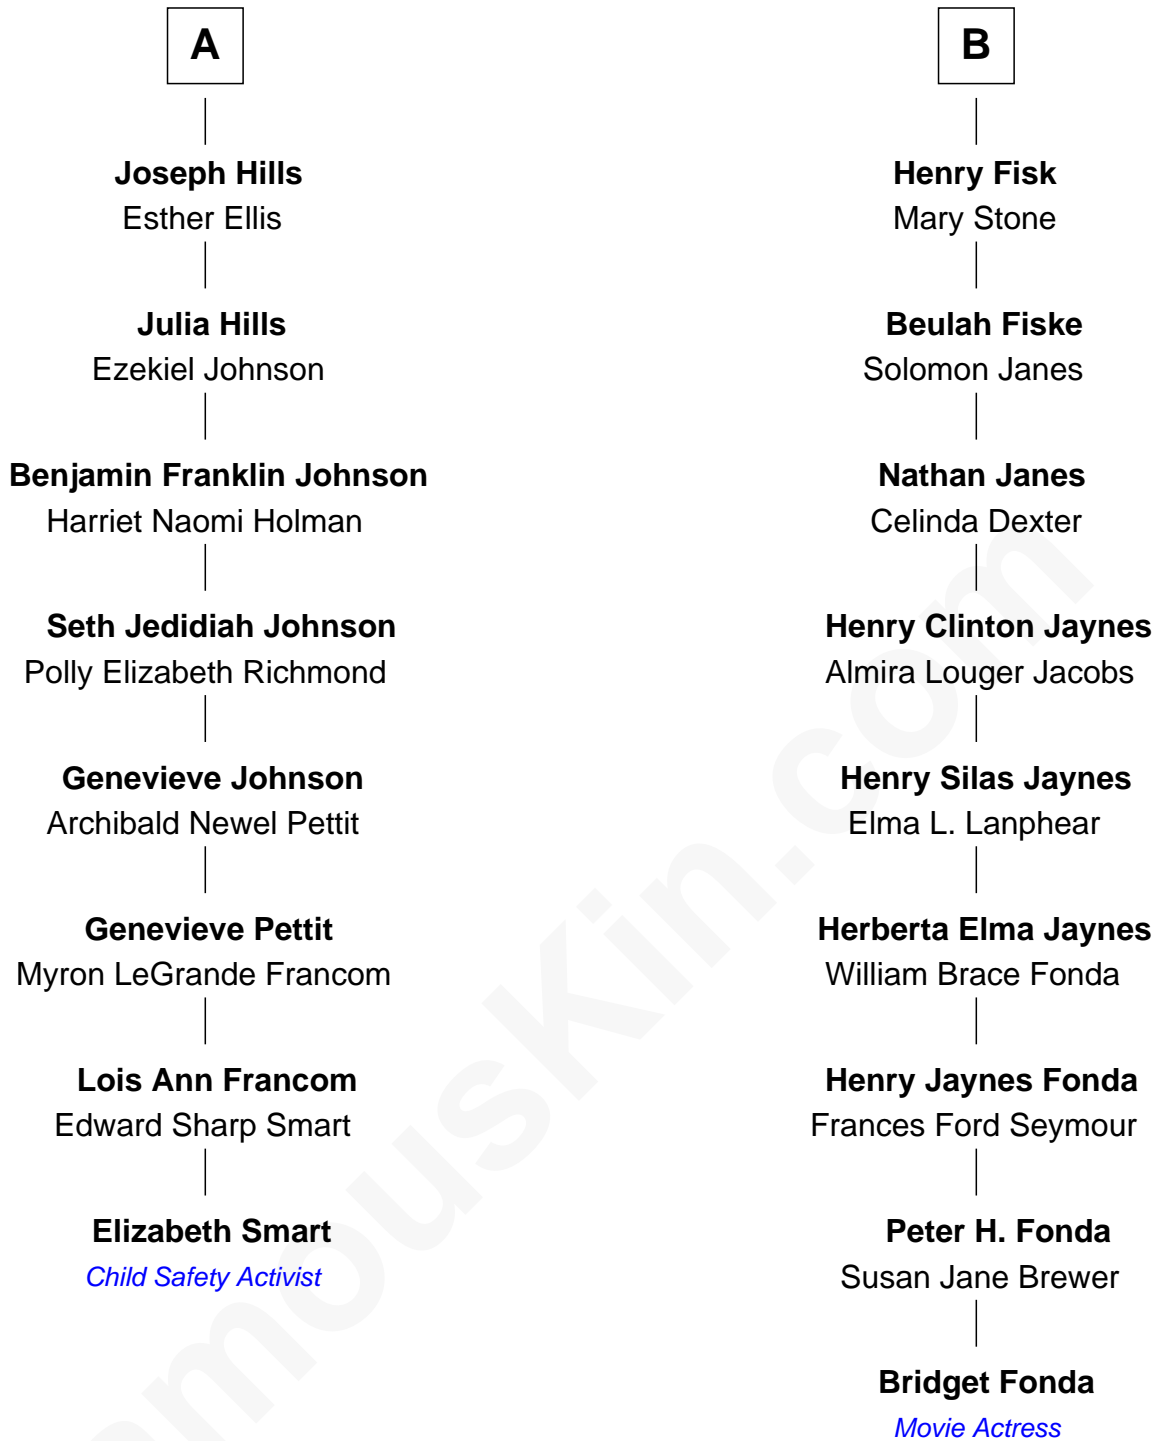 A
Joseph Hills
Esther Ellis
Julia Hills
Ezekiel Johnson
Benjamin Franklin Johnson
Harriet Naomi Holman
Seth Jedidiah Johnson
Polly Elizabeth Richmond
Genevieve Johnson
Archibald Newel Pettit
Genevieve Pettit
Myron LeGrande Francom
Lois Ann Francom
Edward Sharp Smart
Elizabeth Smart
Child Safety Activist
B
Henry Fisk
Mary Stone
Beulah Fiske
Solomon Janes
Nathan Janes
Celinda Dexter
Henry Clinton Jaynes
Almira Louger Jacobs
Henry Silas Jaynes
Elma L. Lanphear
Herberta Elma Jaynes
William Brace Fonda
Henry Jaynes Fonda
Frances Ford Seymour
Peter H. Fonda
Susan Jane Brewer
Bridget Fonda
Movie Actress
amousKin.com